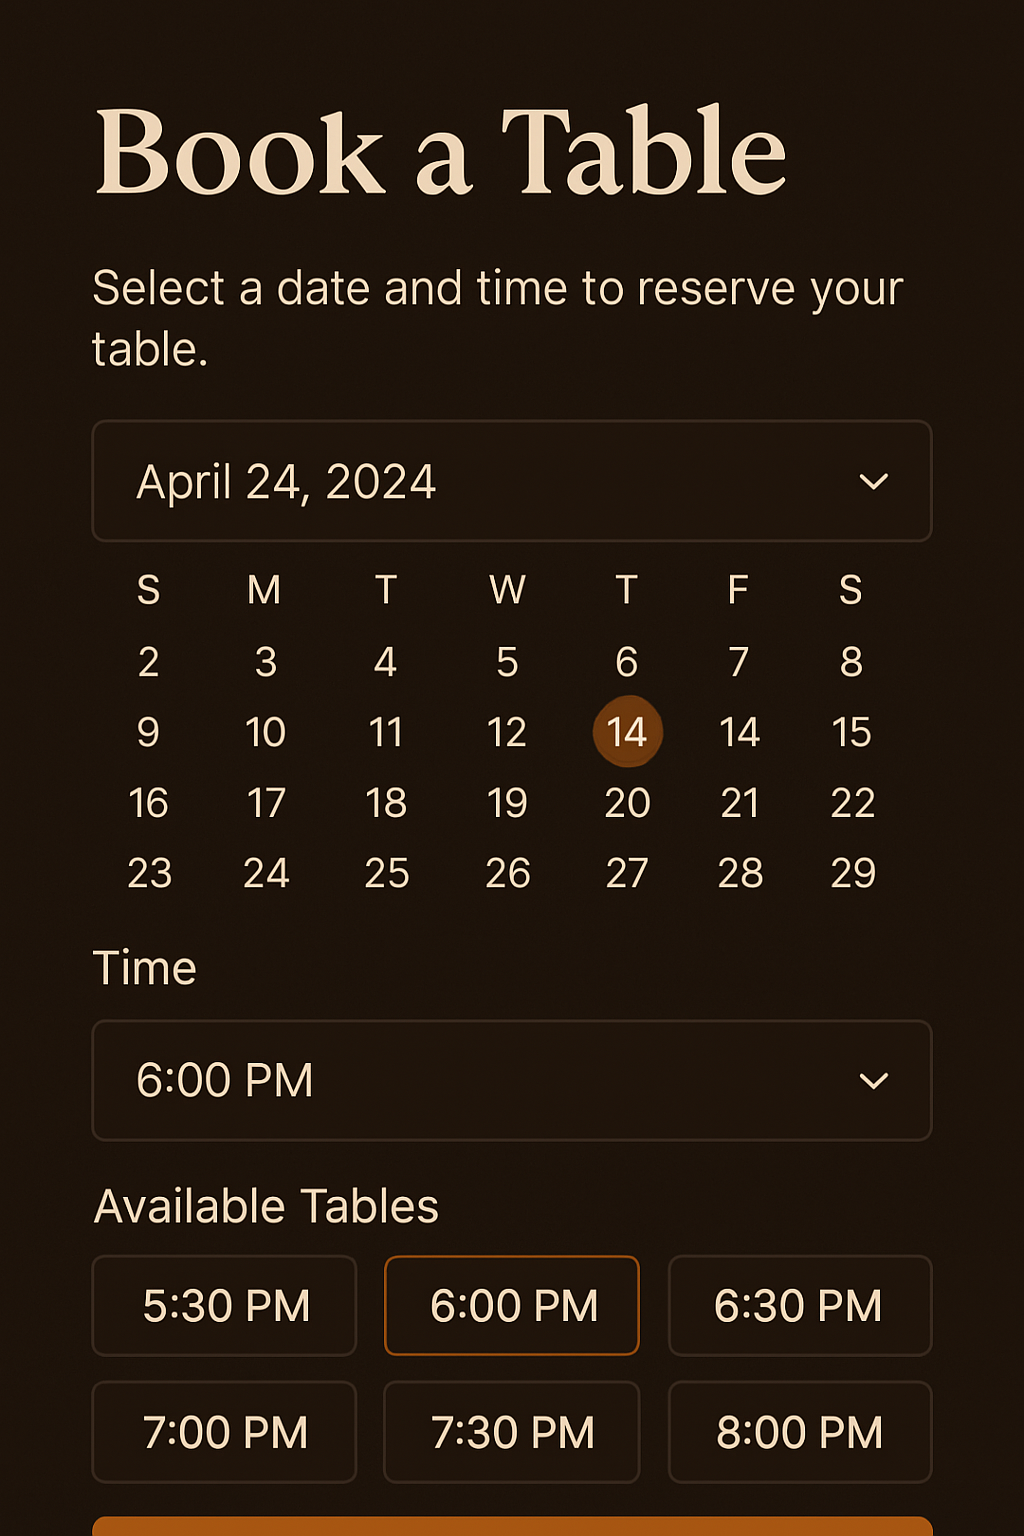 Book a Table
Select a date and time to reserve your
table.
April 24, 2024
S M T W T F S
2 3 4 5 6 7 8
9 10 11 12 14 14 15
16 17 18 19 20 21 22
23 24 25 26 27 28 29
Time
6:00 PM
Available Tables
5:30 PM 6:00 PM 6:30 PM
7:00 PM 7:30 PM 8:00 PM